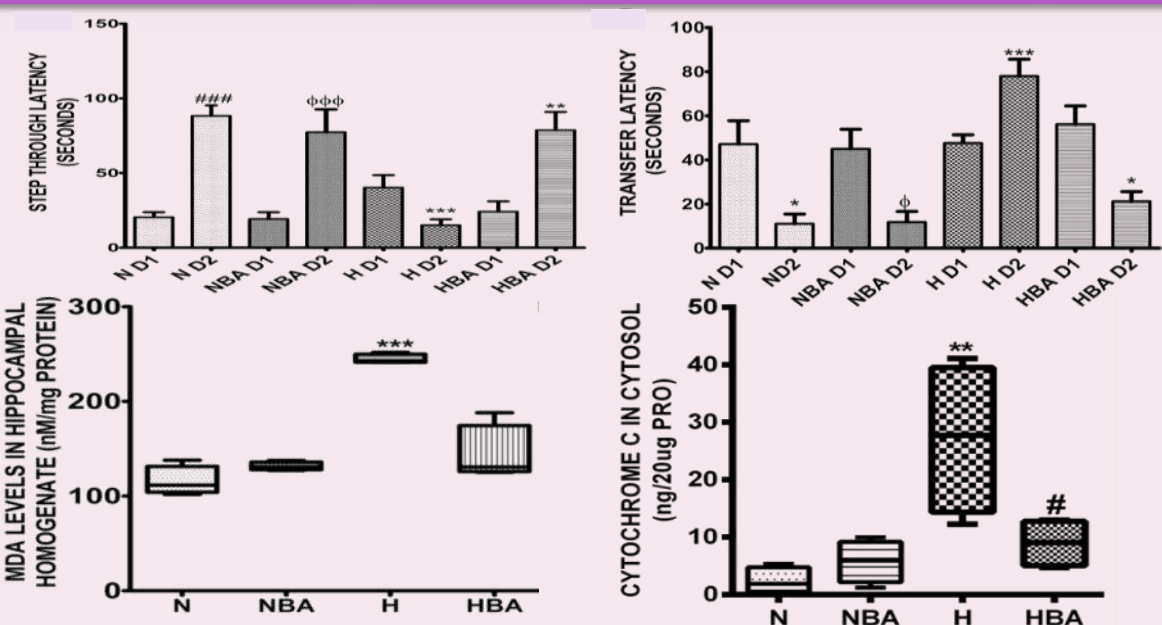 STEP THROUGH LATENCY
(SECONDS)
150
100
50
0
###
ϕϕϕ
***
**
N D1
N D2
NBA D1
NBA D2
H D1
H D2
HBA D1
HBA D2
TRANSFER LATENCY
(SECONDS)
100
80
60
40
20
0
*
ϕ
***
*
N D1
ND2
NBA D1
NBA D2
H D1
H D2
HBA D1
HBA D2
MDA LEVELS IN HIPPOCAMPAL
HOMOGENATE (nM/mg PROTEIN)
300
200
100
0
***
N
NBA
H
HBA
CYTOCHROME C IN CYTOSOL
(ng/20ug PRO)
50
40
30
20
10
0
**
#
N
NBA
H
HBA